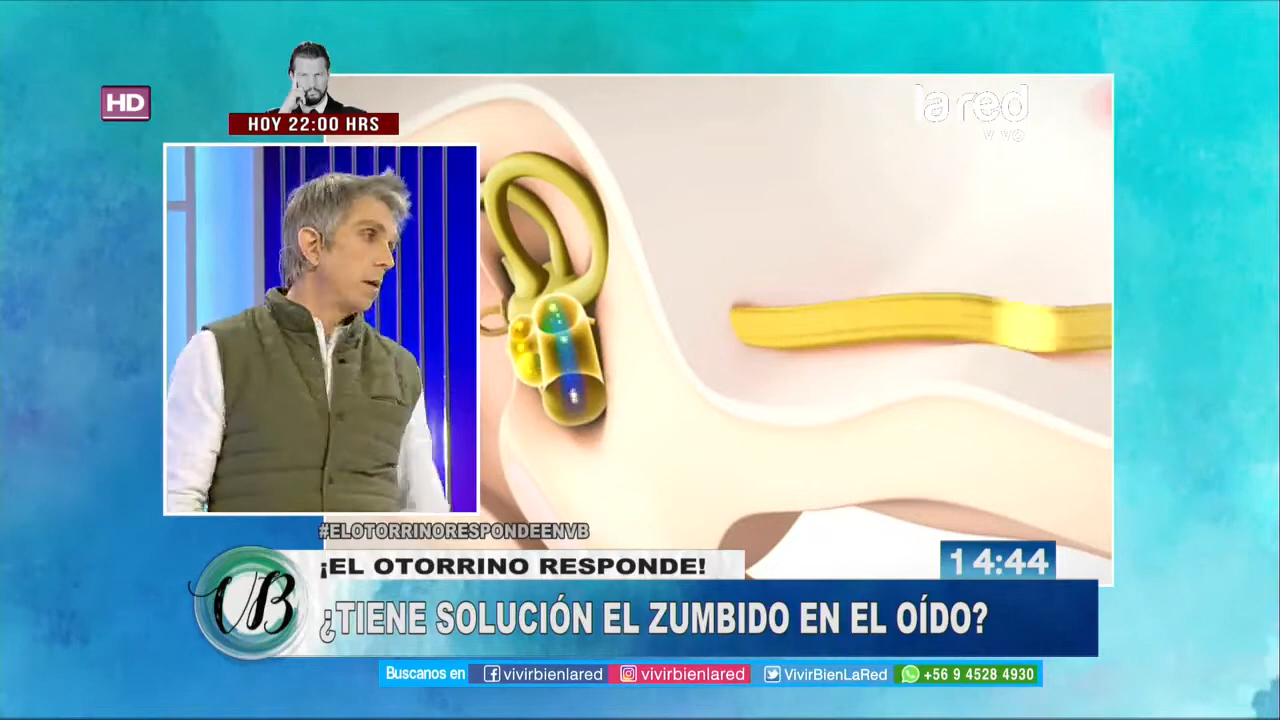 HD
HOY 22:00 HRS
la red
vivo
#ELOTORRINORESPONDEENVB
¡EL OTORRINO RESPONDE!
14:44
VB
¿TIENE SOLUCIÓN EL ZUMBIDO EN EL OÍDO?
Buscanos en vivirbienlared vivirbienlared VivirBienLaRed +56 9 4528 4930